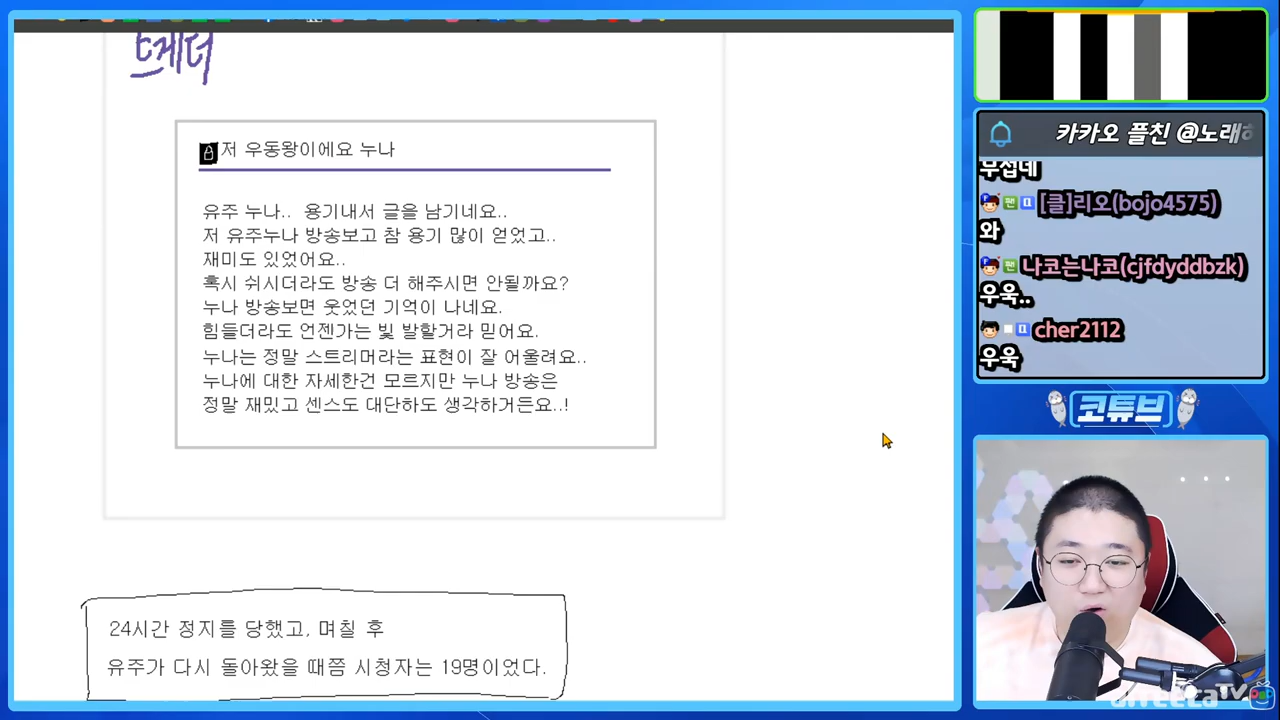 트게더
저 우동왕이에요 누나
유주 누나.. 용기내서 글을 남기네요..
저 유주누나 방송보고 참 용기 많이 얻었고..
재미도 있었어요..
혹시 쉬시더라도 방송 더 해주시면 안될까요?
누나 방송보면 웃었던 기억이 나네요.
힘들더라도 언젠가는 빛 발할거라 믿어요.
누나는 정말 스트리머라는 표현이 잘 어울려요..
누나에 대한 자세한건 모르지만 누나 방송은
정말 재밌고 센스도 대단하도 생각하거든요..!
24시간 정지를 당했고, 며칠 후
유주가 다시 돌아왔을 때쯤 시청자는 19명이었다.
카카오 플친 @노래하
무섭네
팬 [클]리오(bojo4575)
와
팬 나코는나코(cjfdyddbzk)
우욱..
cher2112
우욱
코튜브